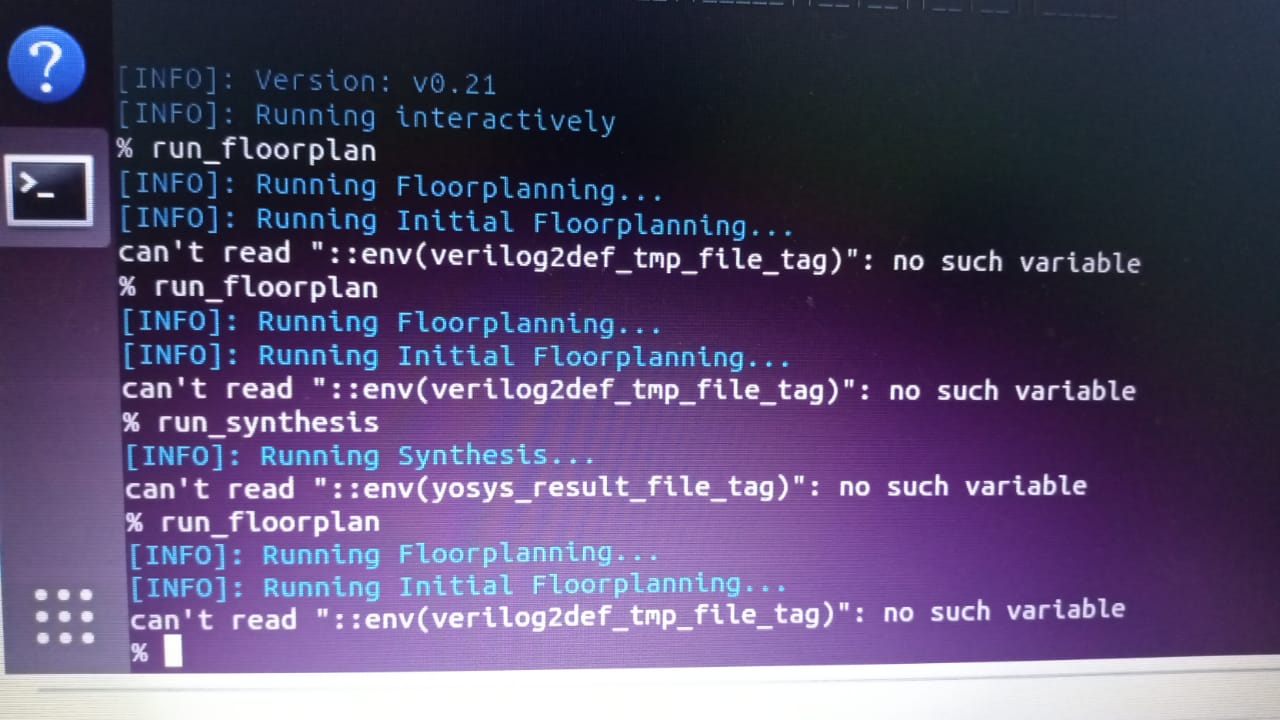 [INFO]: Version: v0.21
[INFO]: Running interactively
% run_floorplan
[INFO]: Running Floorplanning...
[INFO]: Running Initial Floorplanning...
can't read "::env(verilog2def_tmp_file_tag)": no such variable
% run_floorplan
[INFO]: Running Floorplanning...
[INFO]: Running Initial Floorplanning...
can't read "::env(verilog2def_tmp_file_tag)": no such variable
% run_synthesis
[INFO]: Running Synthesis...
can't read "::env(yosys_result_file_tag)": no such variable
% run_floorplan
[INFO]: Running Floorplanning...
[INFO]: Running Initial Floorplanning...
can't read "::env(verilog2def_tmp_file_tag)": no such variable
%